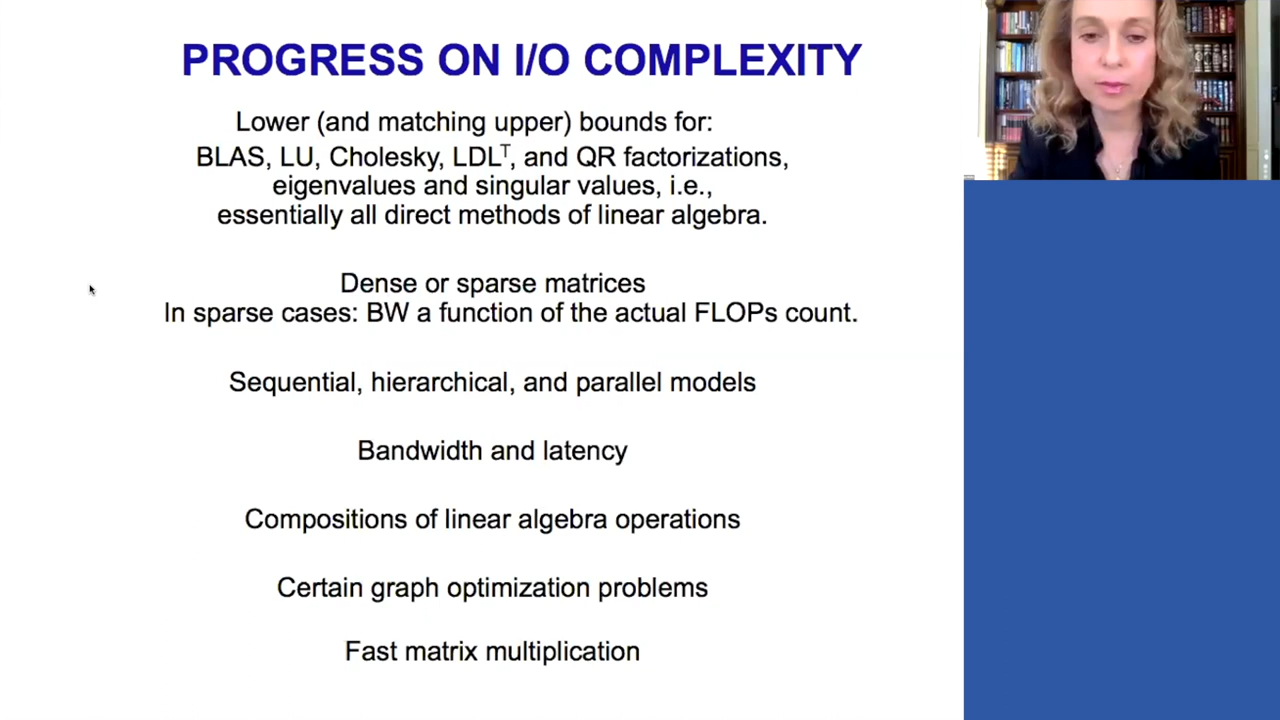 PROGRESS ON I/O COMPLEXITY
Lower (and matching upper) bounds for:
BLAS, LU, Cholesky, LDLᵀ, and QR factorizations,
eigenvalues and singular values, i.e.,
essentially all direct methods of linear algebra.
Dense or sparse matrices
In sparse cases: BW a function of the actual FLOPs count.
Sequential, hierarchical, and parallel models
Bandwidth and latency
Compositions of linear algebra operations
Certain graph optimization problems
Fast matrix multiplication